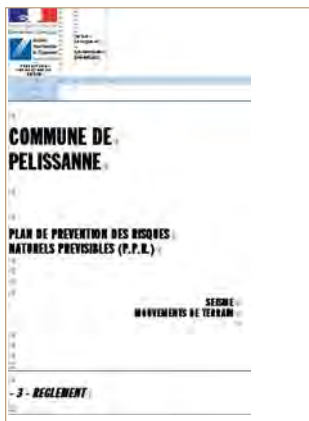 COMMUNE DE
PELISSANNE
PLAN DE PREVENTION DES RISQUES
NATURELS PREVISIBLES (P.P.R.)
SEISME
MOUVEMENTS DE TERRAIN
- 3 - REGLEMENT